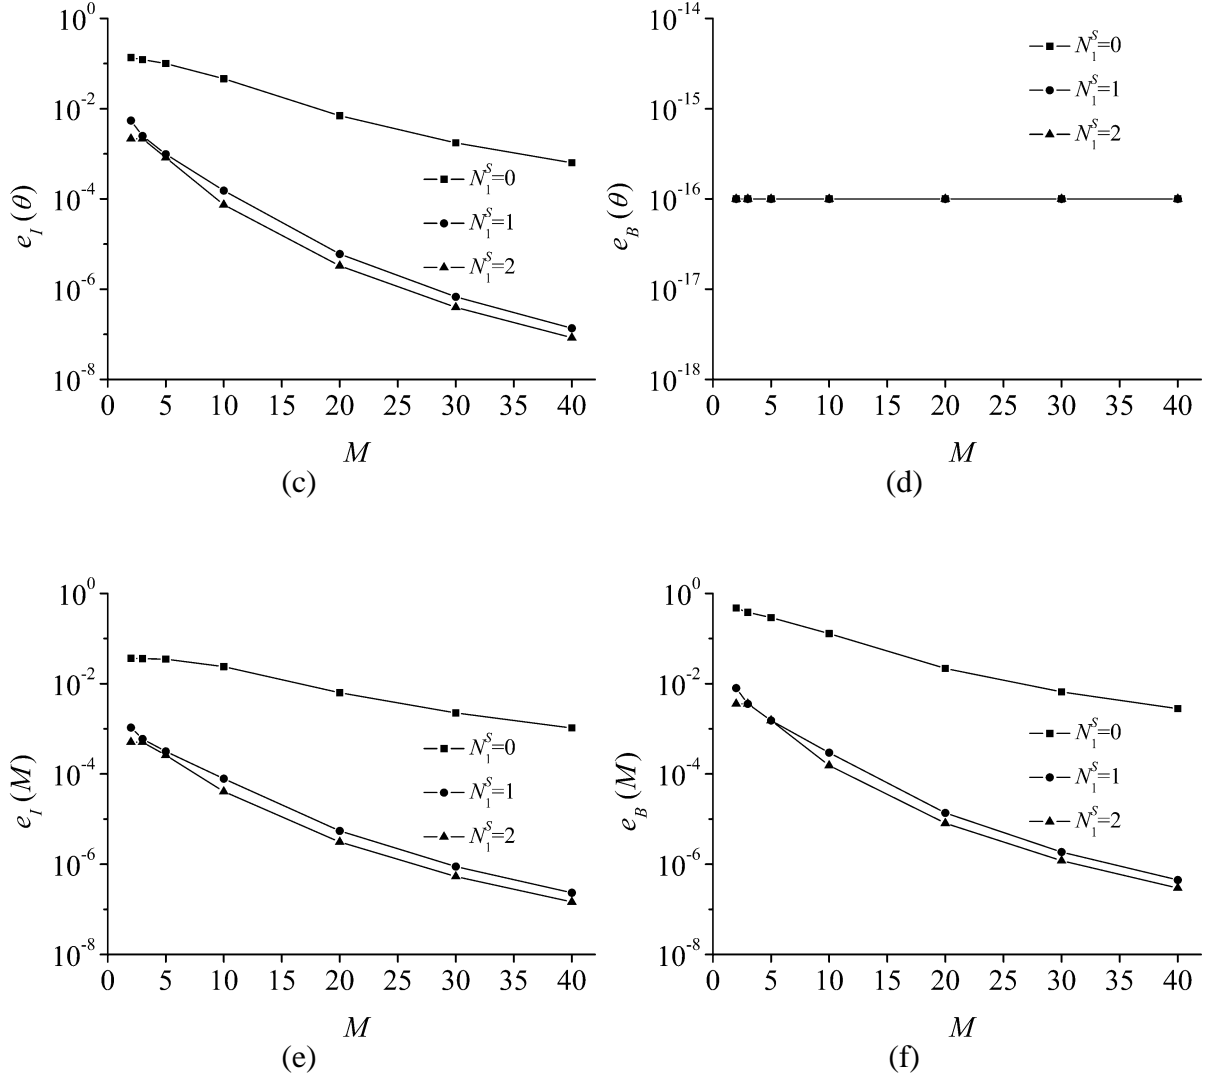 10^0
10^-2
10^-4
10^-6
10^-8
e_I (θ)
N_1^S=0
N_1^S=1
N_1^S=2
0 5 10 15 20 25 30 35 40
M
(c)
10^-14
10^-15
10^-16
10^-17
10^-18
e_B (θ)
N_1^S=0
N_1^S=1
N_1^S=2
0 5 10 15 20 25 30 35 40
M
(d)
10^0
10^-2
10^-4
10^-6
10^-8
e_I (M)
N_1^S=0
N_1^S=1
N_1^S=2
0 5 10 15 20 25 30 35 40
M
(e)
10^0
10^-2
10^-4
10^-6
10^-8
e_B (M)
N_1^S=0
N_1^S=1
N_1^S=2
0 5 10 15 20 25 30 35 40
M
(f)